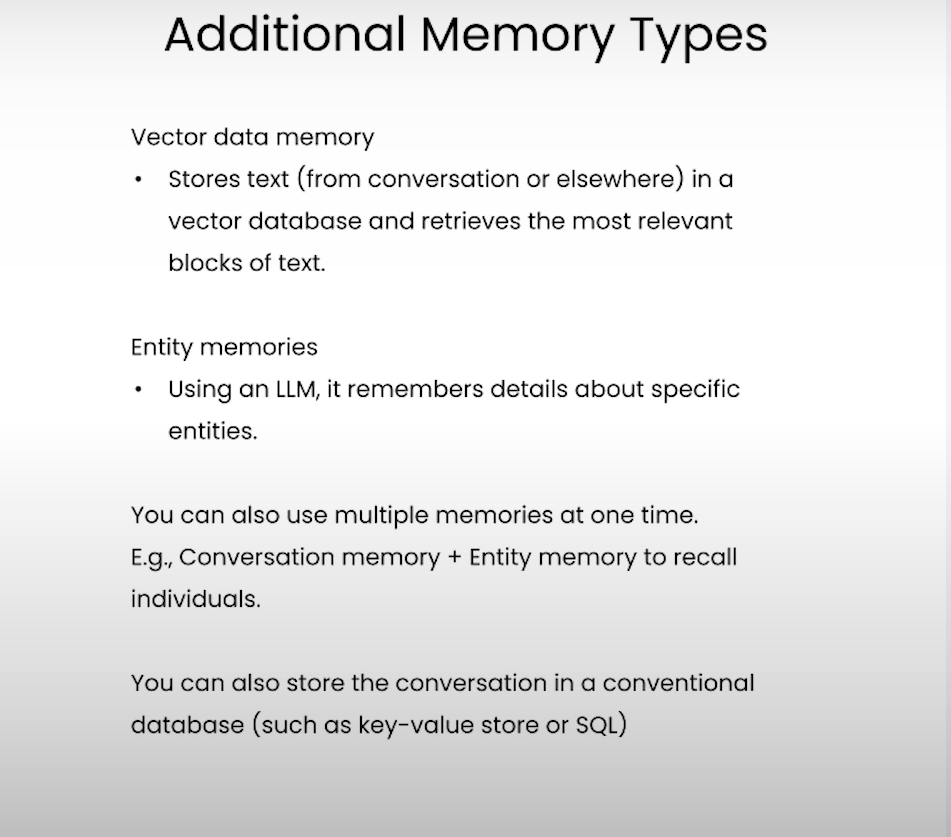 Additional Memory Types
Vector data memory
• Stores text (from conversation or elsewhere) in a
vector database and retrieves the most relevant
blocks of text.
Entity memories
• Using an LLM, it remembers details about specific
entities.
You can also use multiple memories at one time.
E.g., Conversation memory + Entity memory to recall
individuals.
You can also store the conversation in a conventional
database (such as key-value store or SQL)